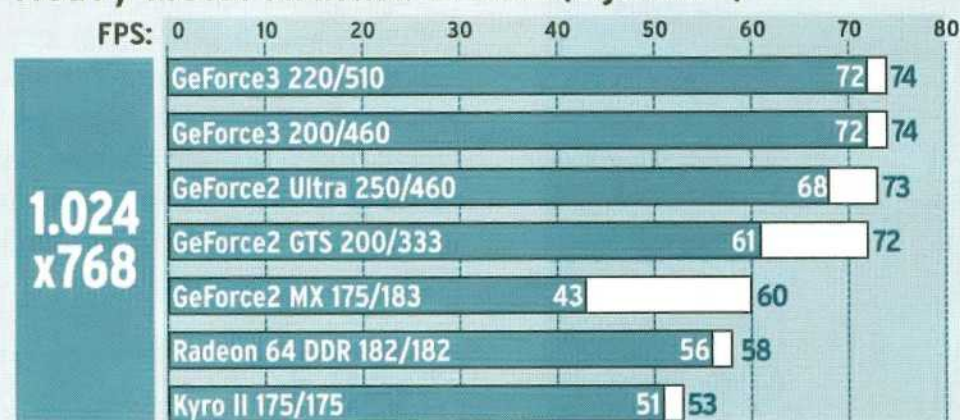 FPS: 0 10 20 30 40 50 60 70 80
1.024
x768
GeForce3 220/510 72 74
GeForce3 200/460 72 74
GeForce2 Ultra 250/460 68 73
GeForce2 GTS 200/333 61 72
GeForce2 MX 175/183 43 60
Radeon 64 DDR 182/182 56 58
Kyro II 175/175 51 53